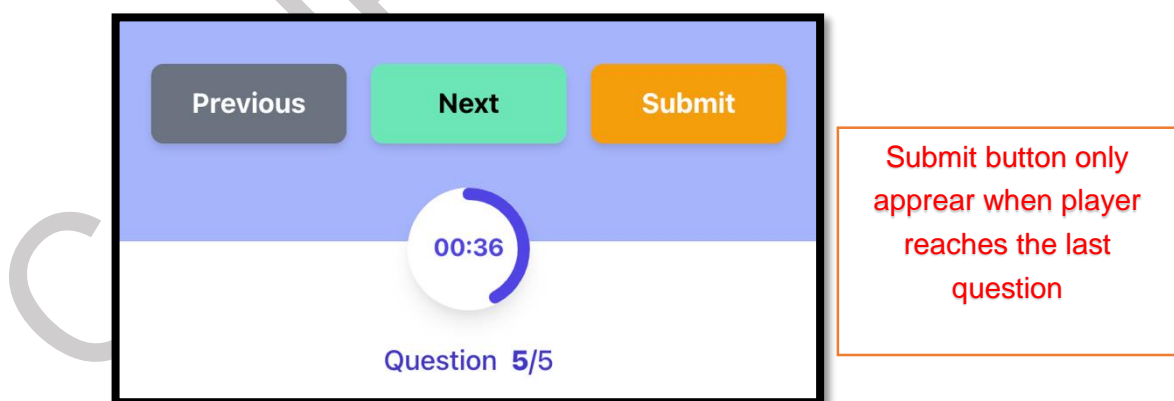 Previous Next Submit
00:36
Question 5/5
Submit button only
apprear when player
reaches the last
question